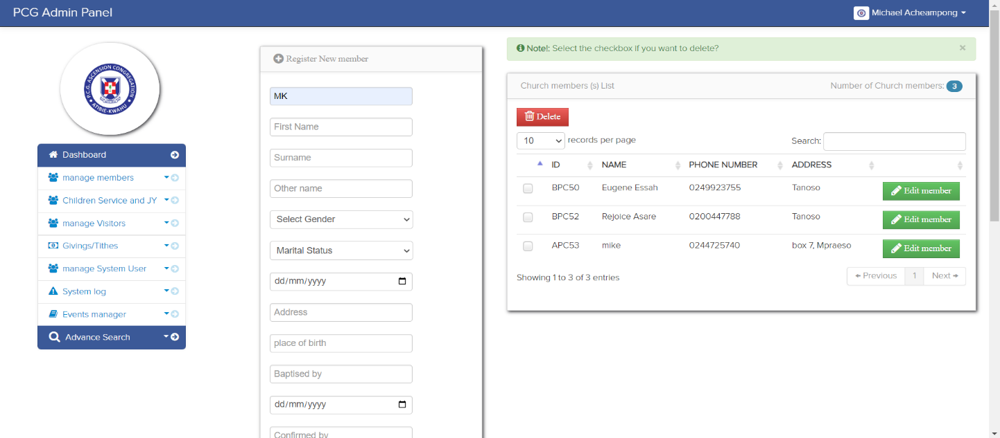 PCG Admin Panel
Michael Acheampong
P.C.G. ASCENSION CONGREGATION
ATIBIE-KWAHU
Dashboard
manage members
Children Service and JY
manage Visitors
Givings/Tithes
manage System User
System log
Events manager
Advance Search
Register New member
MK
First Name
Surname
Other name
Select Gender
Marital Status
dd/mm/yyyy
Address
place of birth
Baptised by
dd/mm/yyyy
Confirmed by
Note!: Select the checkbox if you want to delete?
×
Church members (s) List Number of Church members: 3
Delete
10 records per page Search:
ID NAME PHONE NUMBER ADDRESS
BPC50 Eugene Essah 0249923755 Tanoso Edit member
BPC52 Rejoice Asare 0200447788 Tanoso Edit member
APC53 mike 0244725740 box 7, Mpraeso Edit member
Showing 1 to 3 of 3 entries ← Previous 1 Next →